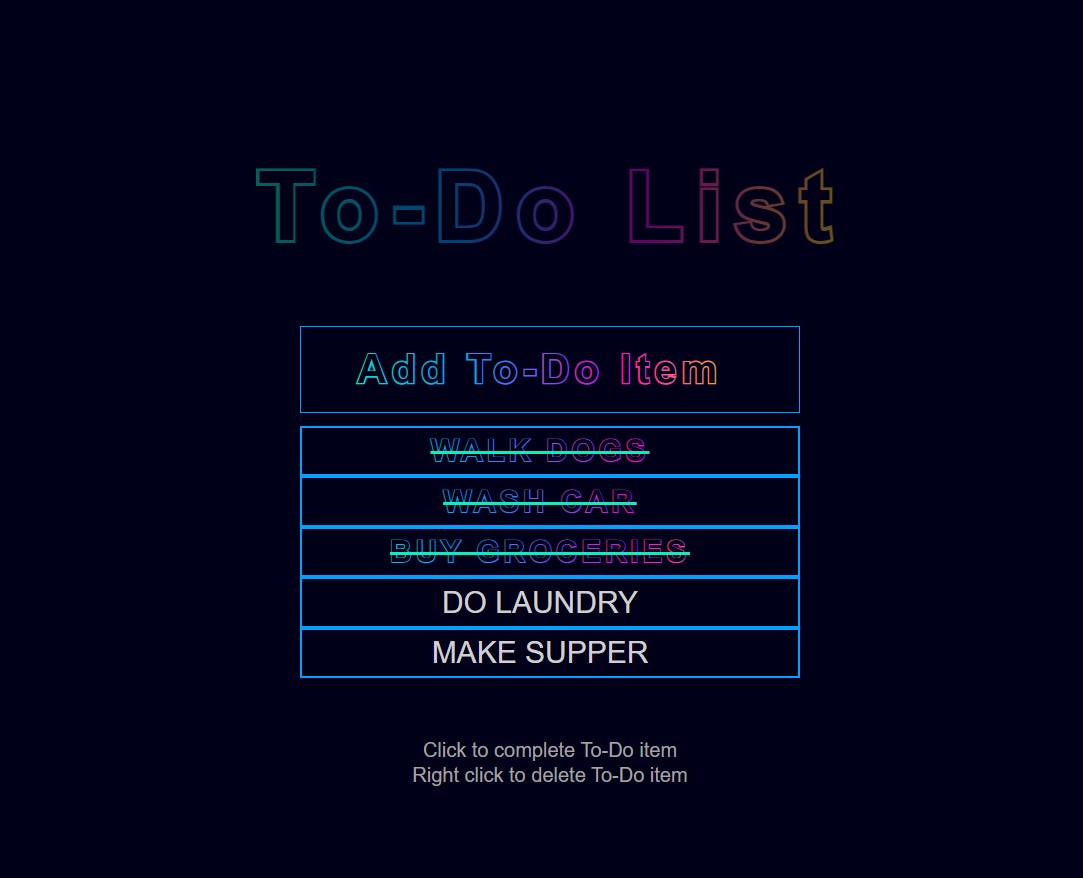 To-Do List
Add To-Do Item
WALK DOGS
WASH CAR
BUY GROCERIES
DO LAUNDRY
MAKE SUPPER
Click to complete To-Do item
Right click to delete To-Do item